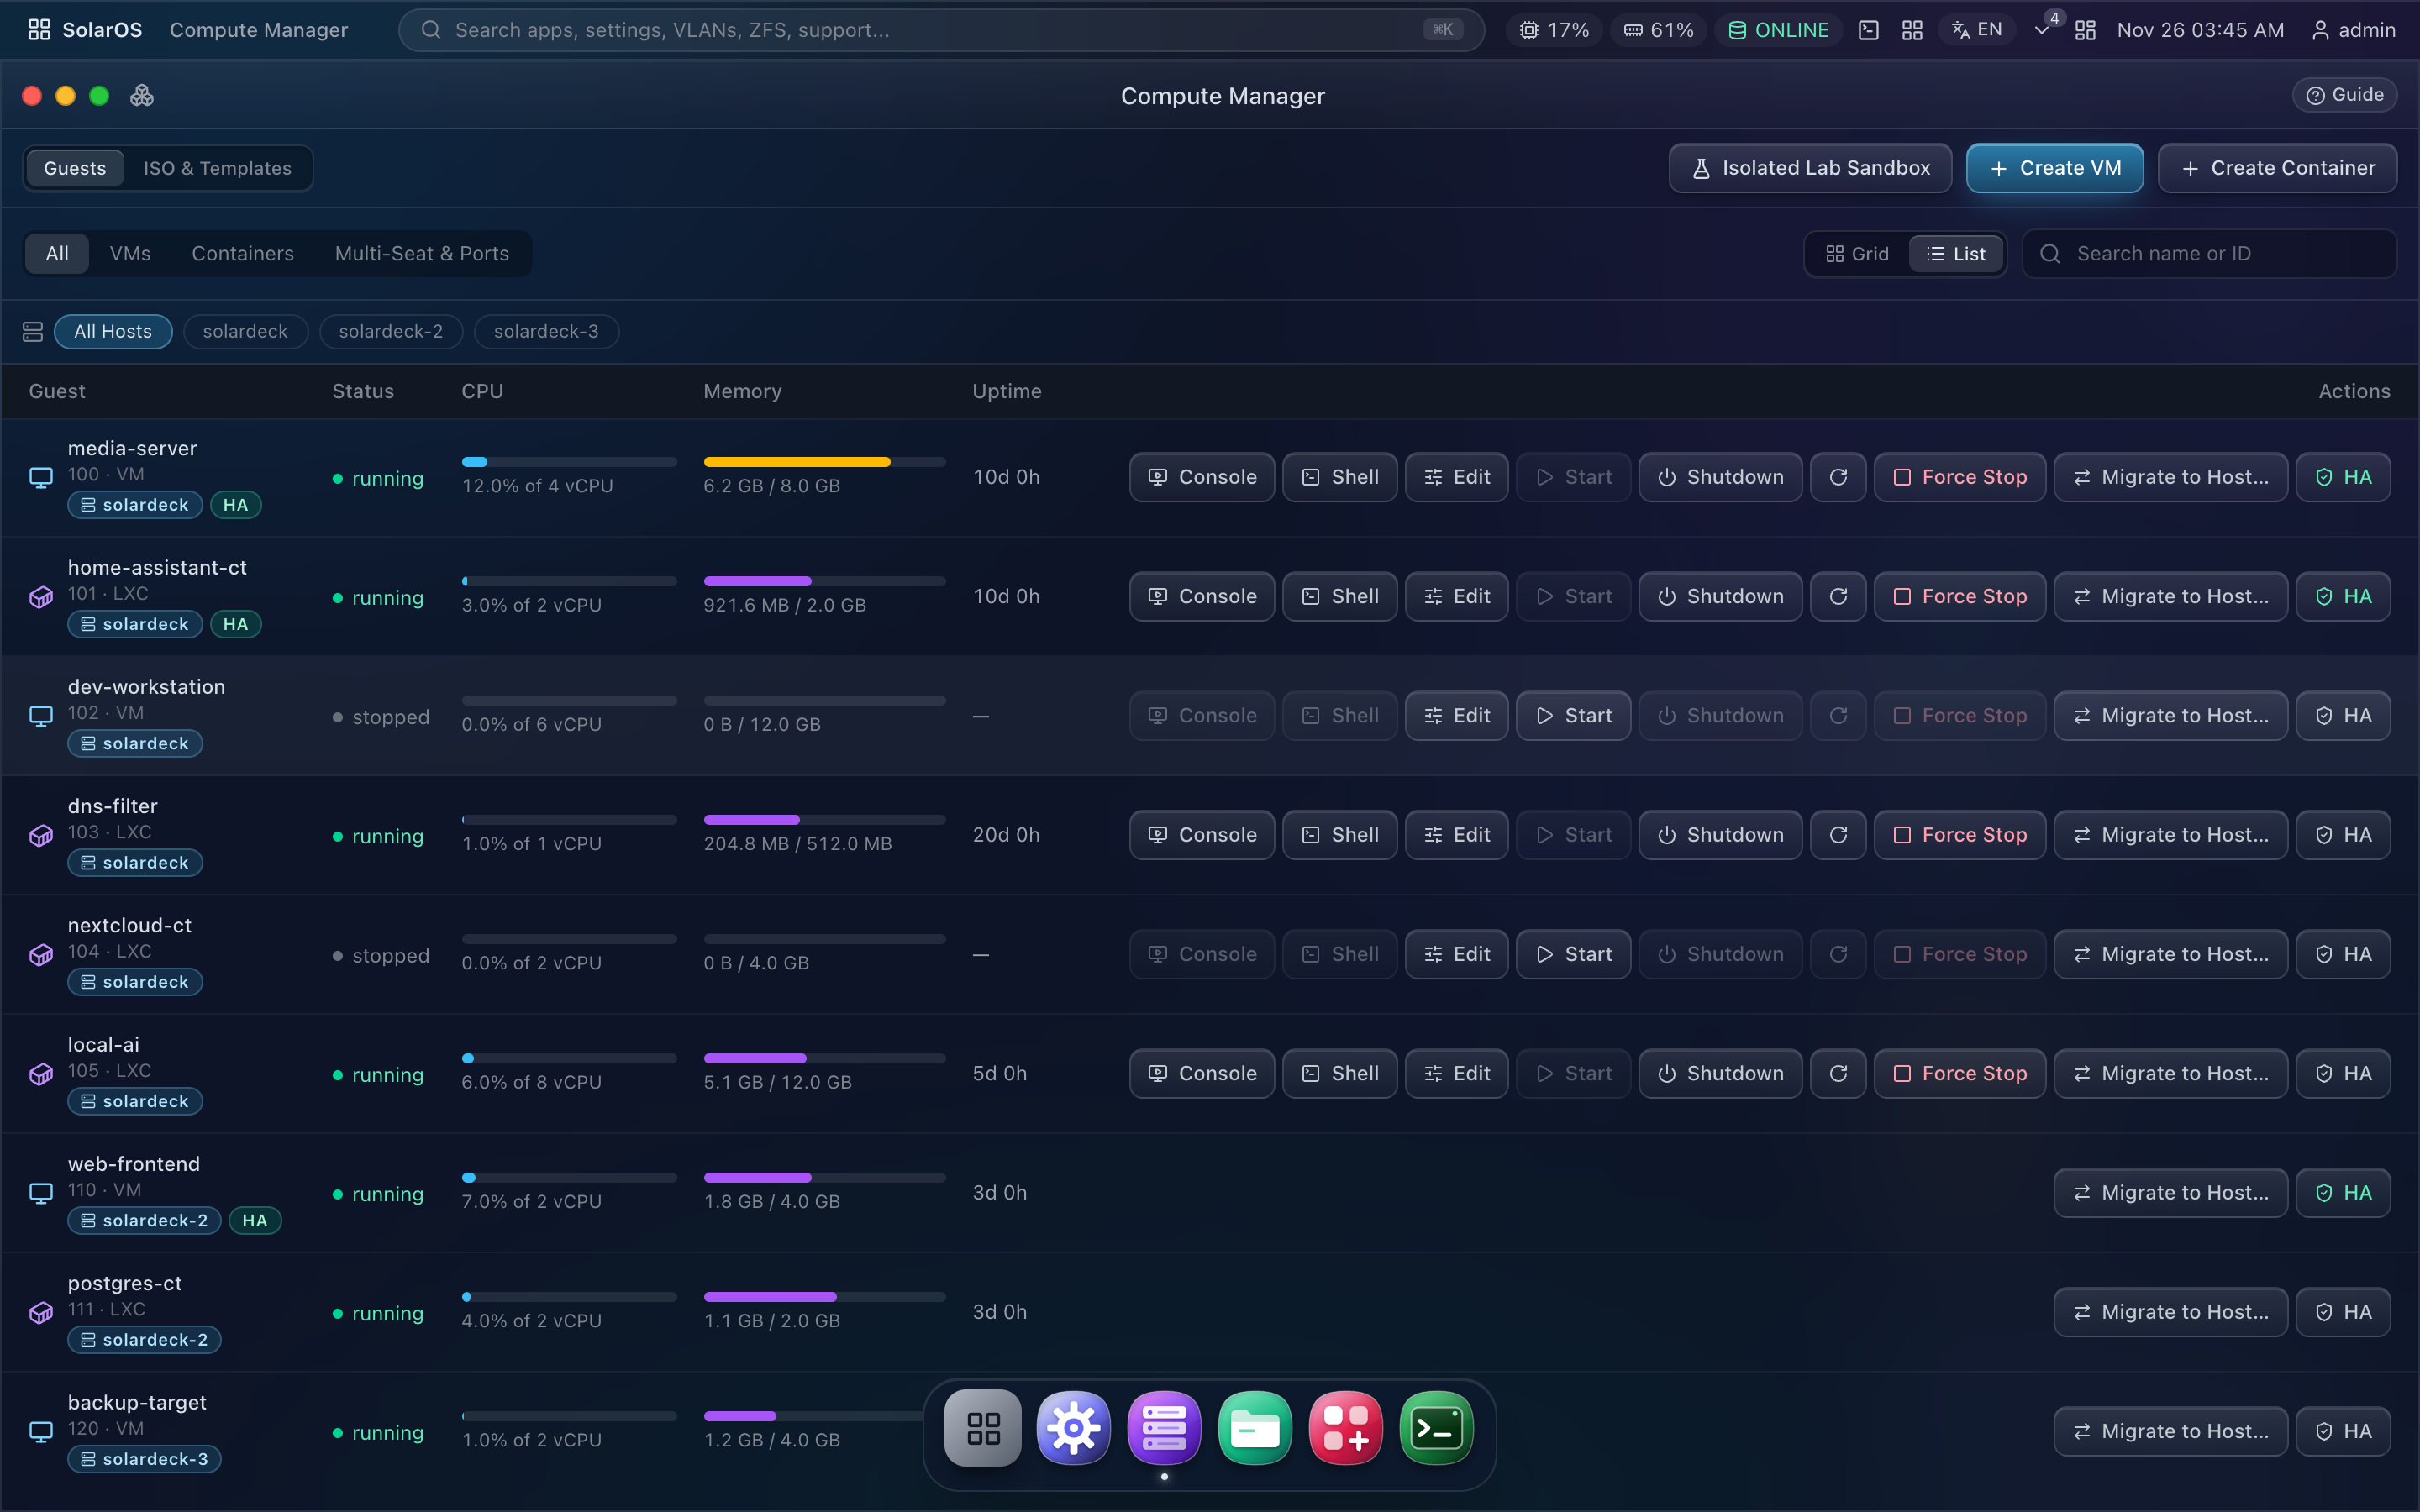 SolarOS Compute Manager Search apps, settings, VLANs, ZFS, support... ⌘K 17% 61% ONLINE EN 4 Nov 26 03:45 AM admin
Compute Manager Guide
Guests ISO & Templates Isolated Lab Sandbox + Create VM + Create Container
All VMs Containers Multi-Seat & Ports Grid List Search name or ID
All Hosts solardeck solardeck-2 solardeck-3
Guest Status CPU Memory Uptime Actions
media-server
100 · VM
solardeck HA
running
12.0% of 4 vCPU
6.2 GB / 8.0 GB
10d 0h
Console Shell Edit Start Shutdown Force Stop Migrate to Host... HA
home-assistant-ct
101 · LXC
solardeck HA
running
3.0% of 2 vCPU
921.6 MB / 2.0 GB
10d 0h
Console Shell Edit Start Shutdown Force Stop Migrate to Host... HA
dev-workstation
102 · VM
solardeck
stopped
0.0% of 6 vCPU
0 B / 12.0 GB
—
Console Shell Edit Start Shutdown Force Stop Migrate to Host... HA
dns-filter
103 · LXC
solardeck
running
1.0% of 1 vCPU
204.8 MB / 512.0 MB
20d 0h
Console Shell Edit Start Shutdown Force Stop Migrate to Host... HA
nextcloud-ct
104 · LXC
solardeck
stopped
0.0% of 2 vCPU
0 B / 4.0 GB
—
Console Shell Edit Start Shutdown Force Stop Migrate to Host... HA
local-ai
105 · LXC
solardeck
running
6.0% of 8 vCPU
5.1 GB / 12.0 GB
5d 0h
Console Shell Edit Start Shutdown Force Stop Migrate to Host... HA
web-frontend
110 · VM
solardeck-2 HA
running
7.0% of 2 vCPU
1.8 GB / 4.0 GB
3d 0h
Migrate to Host... HA
postgres-ct
111 · LXC
solardeck-2
running
4.0% of 2 vCPU
1.1 GB / 2.0 GB
3d 0h
Migrate to Host... HA
backup-target
120 · VM
solardeck-3
running
1.0% of 2 vCPU
1.2 GB / 4.0 GB
Migrate to Host... HA